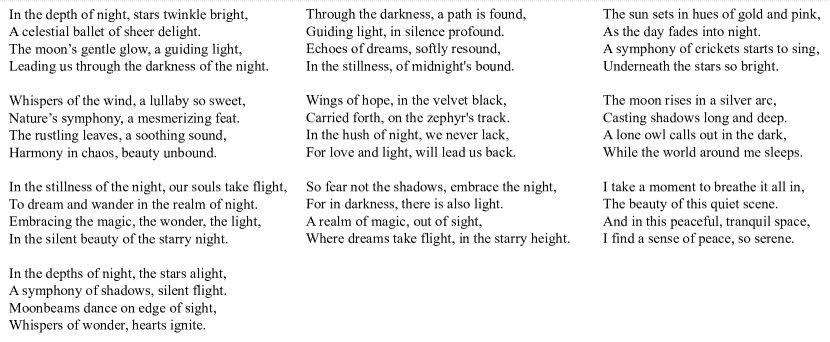 In the depth of night, stars twinkle bright,
A celestial ballet of sheer delight.
The moon’s gentle glow, a guiding light,
Leading us through the darkness of the night.

Whispers of the wind, a lullaby so sweet,
Nature’s symphony, a mesmerizing feat.
The rustling leaves, a soothing sound,
Harmony in chaos, beauty unbound.

In the stillness of the night, our souls take flight,
To dream and wander in the realm of night.
Embracing the magic, the wonder, the light,
In the silent beauty of the starry night.

In the depths of night, the stars alight,
A symphony of shadows, silent flight.
Moonbeams dance on edge of sight,
Whispers of wonder, hearts ignite.

Through the darkness, a path is found,
Guiding light, in silence profound.
Echoes of dreams, softly resound,
In the stillness, of midnight's bound.

Wings of hope, in the velvet black,
Carried forth, on the zephyr's track.
In the hush of night, we never lack,
For love and light, will lead us back.

So fear not the shadows, embrace the night,
For in darkness, there is also light.
A realm of magic, out of sight,
Where dreams take flight, in the starry height.

The sun sets in hues of gold and pink,
As the day fades into night.
A symphony of crickets starts to sing,
Underneath the stars so bright.

The moon rises in a silver arc,
Casting shadows long and deep.
A lone owl calls out in the dark,
While the world around me sleeps.

I take a moment to breathe it all in,
The beauty of this quiet scene.
And in this peaceful, tranquil space,
I find a sense of peace, so serene.